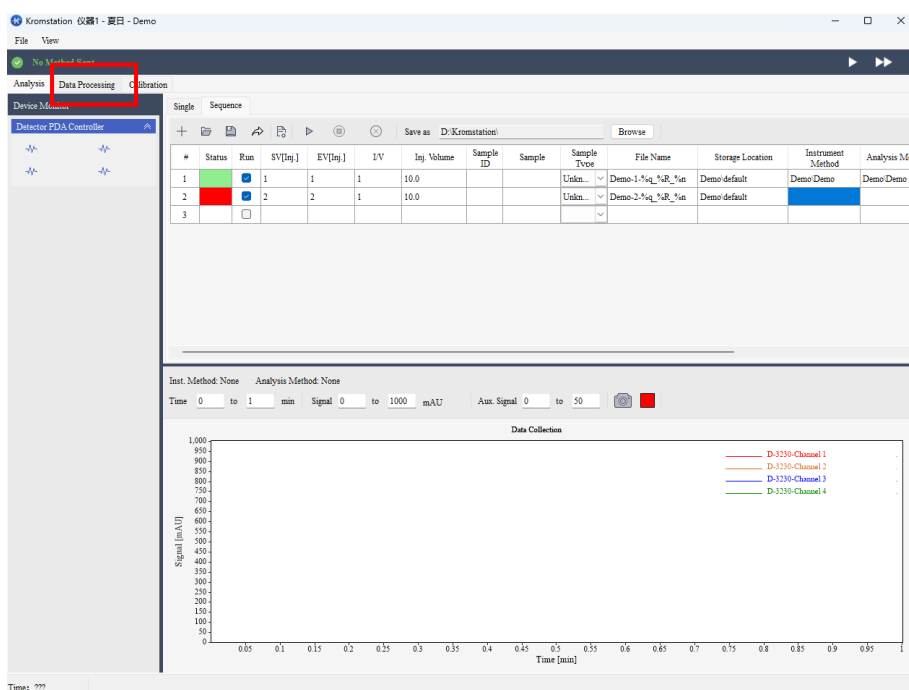 Kromstation 仪器1 - 夏日 - Demo
File View
No Method Sent
Analysis Data Processing Calibration
Device Monitor
Detector PDA Controller
Single Sequence
Save as D:\Kromstation\ Browse
# Status Run SV[Inj.] EV[Inj.] I/V Inj. Volume Sample ID Sample Sample Type File Name Storage Location Instrument Method Analysis M
1 1 1 1 10.0 Unkn... Demo-1-%q_%R_%n Demo\default Demo\Demo Demo\Demo
2 2 2 1 10.0 Unkn... Demo-2-%q_%R_%n Demo\default
3
Inst. Method: None Analysis Method: None
Time 0 to 1 min Signal 0 to 1000 mAU Aux. Signal 0 to 50
Data Collection
D-3230-Channel 1
D-3230-Channel 2
D-3230-Channel 3
D-3230-Channel 4
Signal [mAU]
1,000
950
900
850
800
750
700
650
600
550
500
450
400
350
300
250
200
150
100
50
0
0.05 0.1 0.15 0.2 0.25 0.3 0.35 0.4 0.45 0.5 0.55 0.6 0.65 0.7 0.75 0.8 0.85 0.9 0.95 1
Time [min]
Time: ???